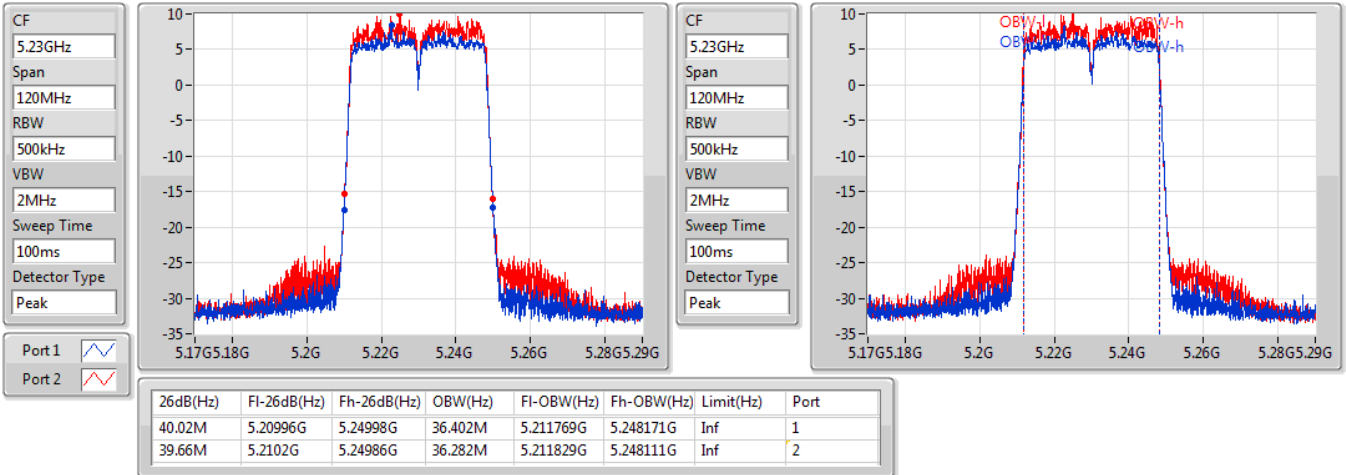 CF
5.23GHz
Span
120MHz
RBW
500kHz
VBW
2MHz
Sweep Time
100ms
Detector Type
Peak
Port 1
Port 2
10
5
0
-5
-10
-15
-20
-25
-30
-35
5.17G 5.18G 5.2G 5.22G 5.24G 5.26G 5.28G 5.29G
CF
5.23GHz
Span
120MHz
RBW
500kHz
VBW
2MHz
Sweep Time
100ms
Detector Type
Peak
10
5
0
-5
-10
-15
-20
-25
-30
-35
OBW-l OBW-h
OBW-h
5.17G 5.18G 5.2G 5.22G 5.24G 5.26G 5.28G 5.29G
26dB(Hz) Fl-26dB(Hz) Fh-26dB(Hz) OBW(Hz) Fl-OBW(Hz) Fh-OBW(Hz) Limit(Hz) Port
40.02M 5.20996G 5.24998G 36.402M 5.211769G 5.248171G Inf 1
39.66M 5.2102G 5.24986G 36.282M 5.211829G 5.248111G Inf 2